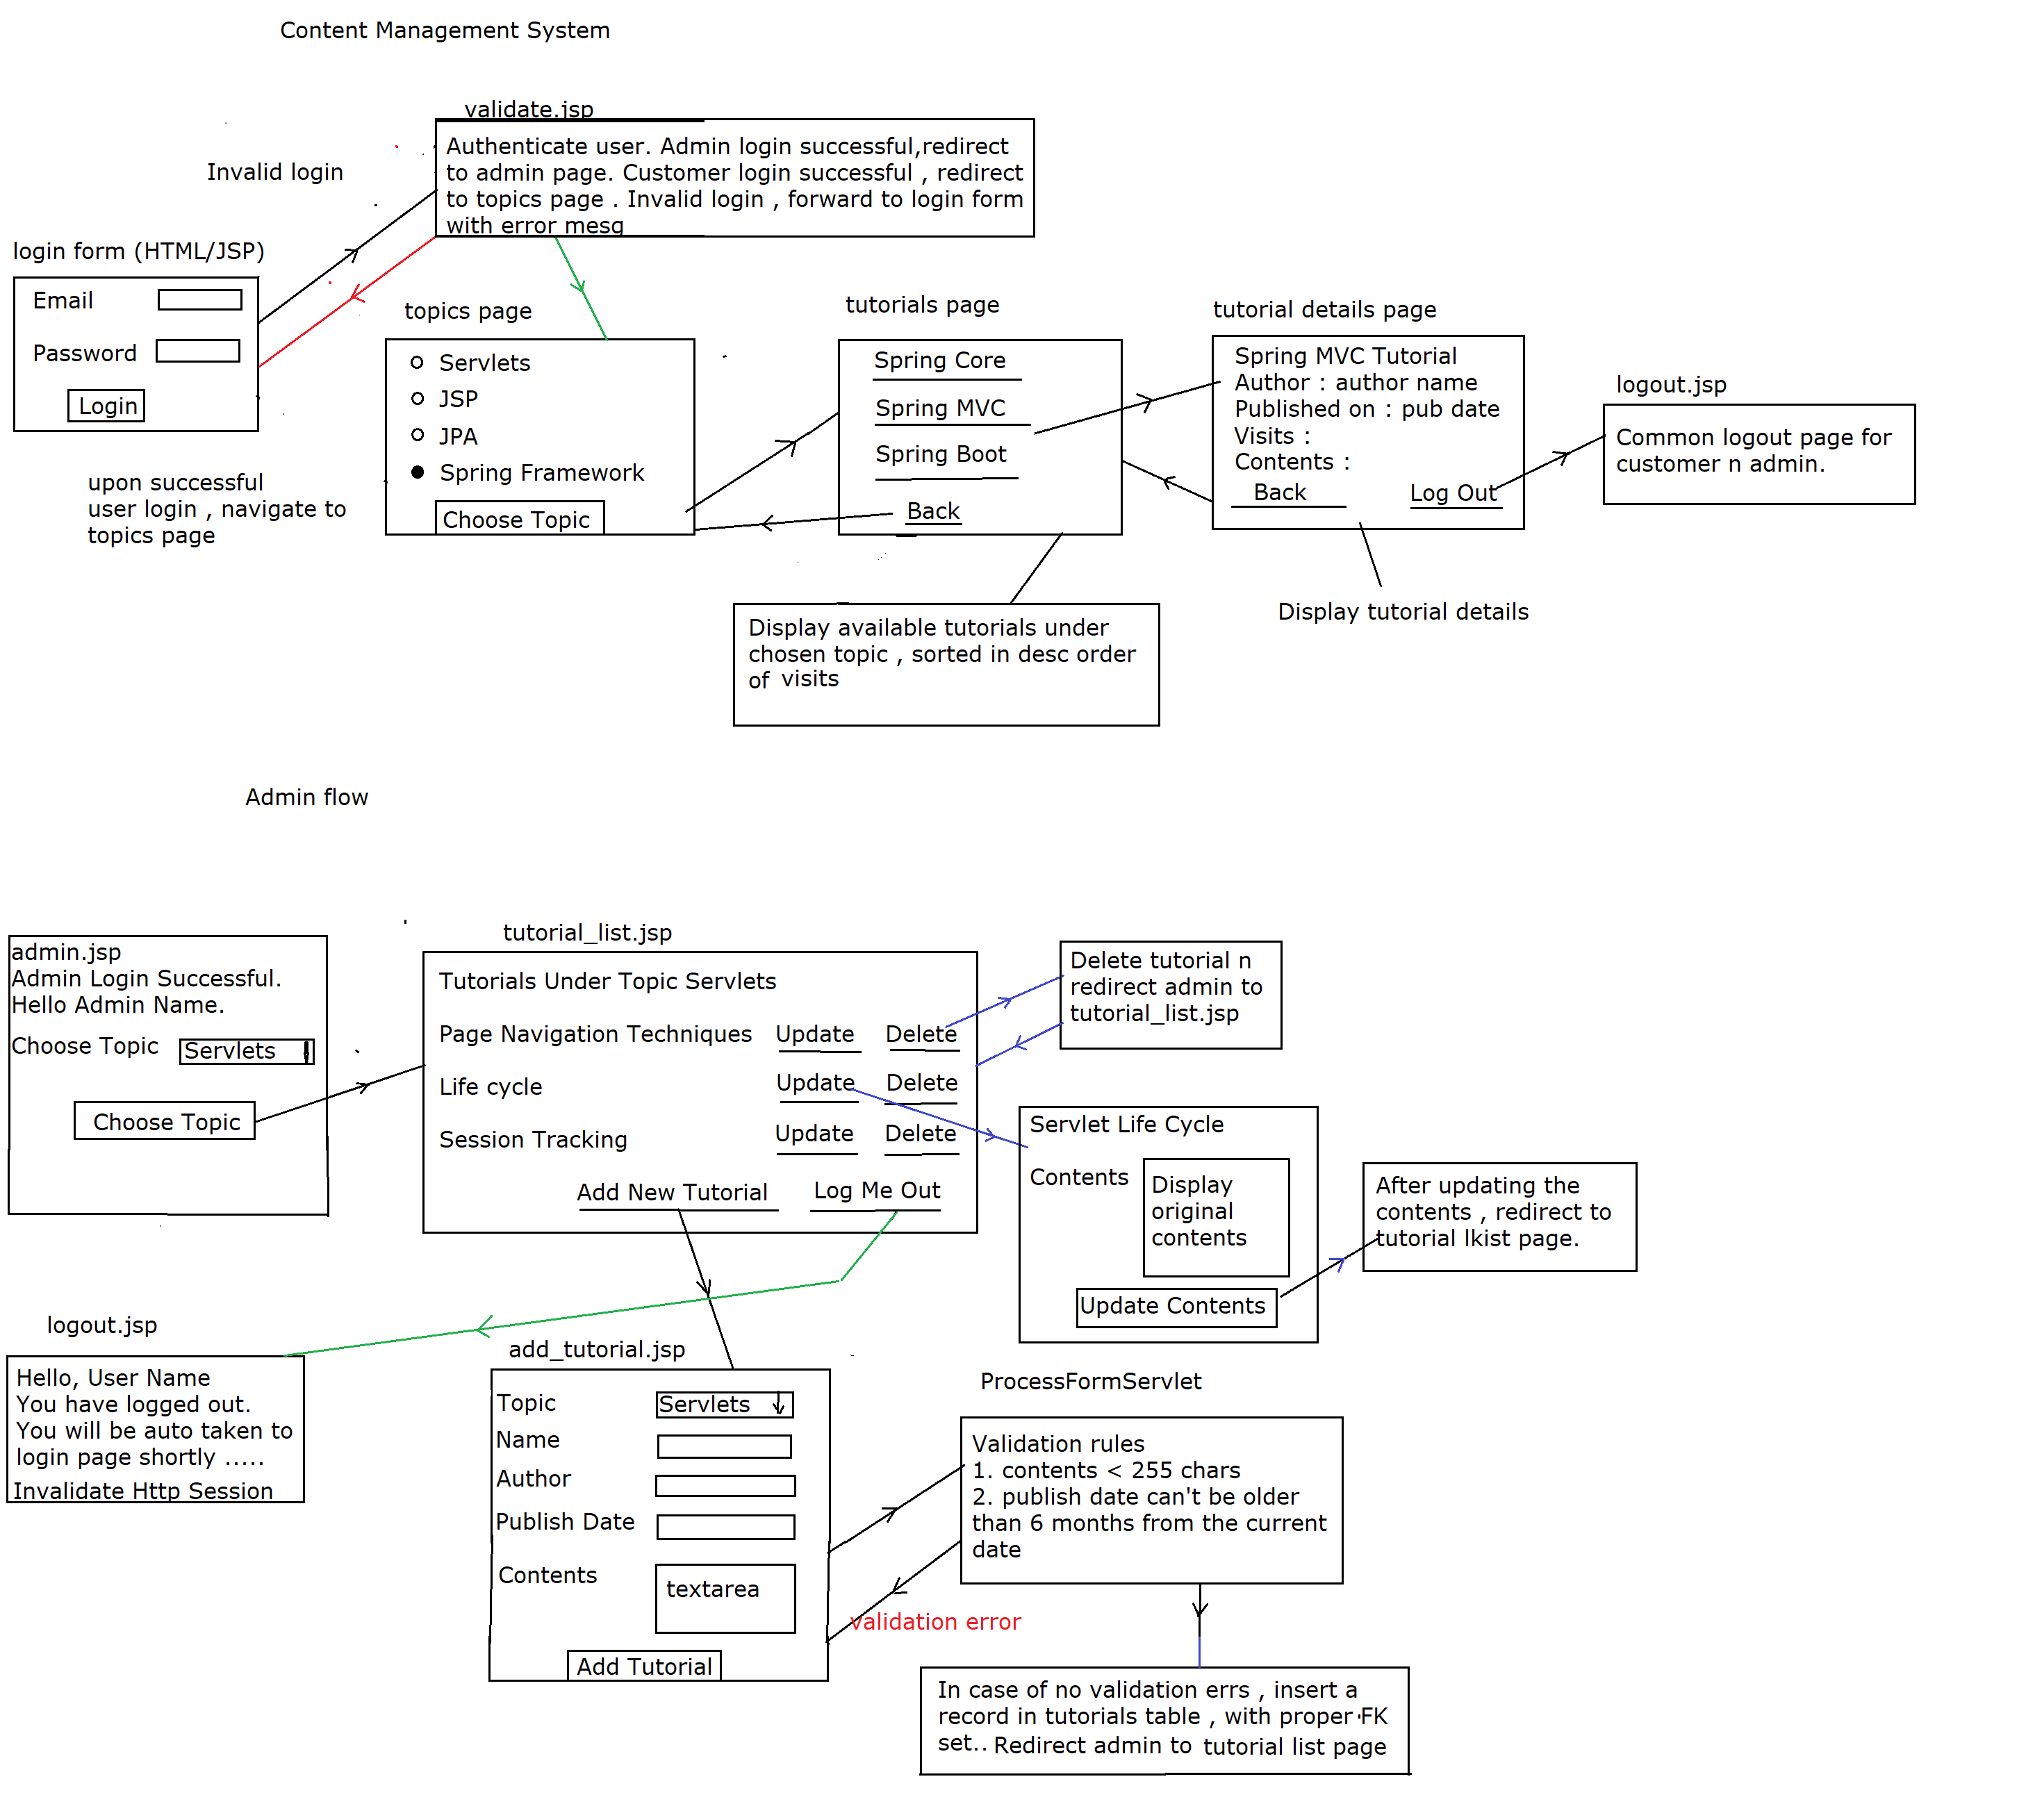 Content Management System
validate.jsp
Authenticate user. Admin login successful,redirect
to admin page. Customer login successful , redirect
to topics page . Invalid login , forward to login form
with error mesg
Invalid login
login form (HTML/JSP)
Email
Password
Login
upon successful
user login , navigate to
topics page
topics page
Servlets
JSP
JPA
Spring Framework
Choose Topic
tutorials page
Spring Core
Spring MVC
Spring Boot
Back
Display available tutorials under
chosen topic , sorted in desc order
of visits
tutorial details page
Spring MVC Tutorial
Author : author name
Published on : pub date
Visits :
Contents :
Back Log Out
Display tutorial details
logout.jsp
Common logout page for
customer n admin.
Admin flow
admin.jsp
Admin Login Successful.
Hello Admin Name.
Choose Topic Servlets
Choose Topic
tutorial_list.jsp
Tutorials Under Topic Servlets
Page Navigation Techniques Update Delete
Life cycle Update Delete
Session Tracking Update Delete
Add New Tutorial Log Me Out
Delete tutorial n
redirect admin to
tutorial_list.jsp
Servlet Life Cycle
Contents
Display
original
contents
Update Contents
After updating the
contents , redirect to
tutorial lkist page.
logout.jsp
Hello, User Name
You have logged out.
You will be auto taken to
login page shortly .....
Invalidate Http Session
add_tutorial.jsp
Topic Servlets
Name
Author
Publish Date
Contents textarea
Add Tutorial
ProcessFormServlet
Validation rules
1. contents < 255 chars
2. publish date can't be older
than 6 months from the current
date
validation error
In case of no validation errs , insert a
record in tutorials table , with proper FK
set.. Redirect admin to tutorial list page